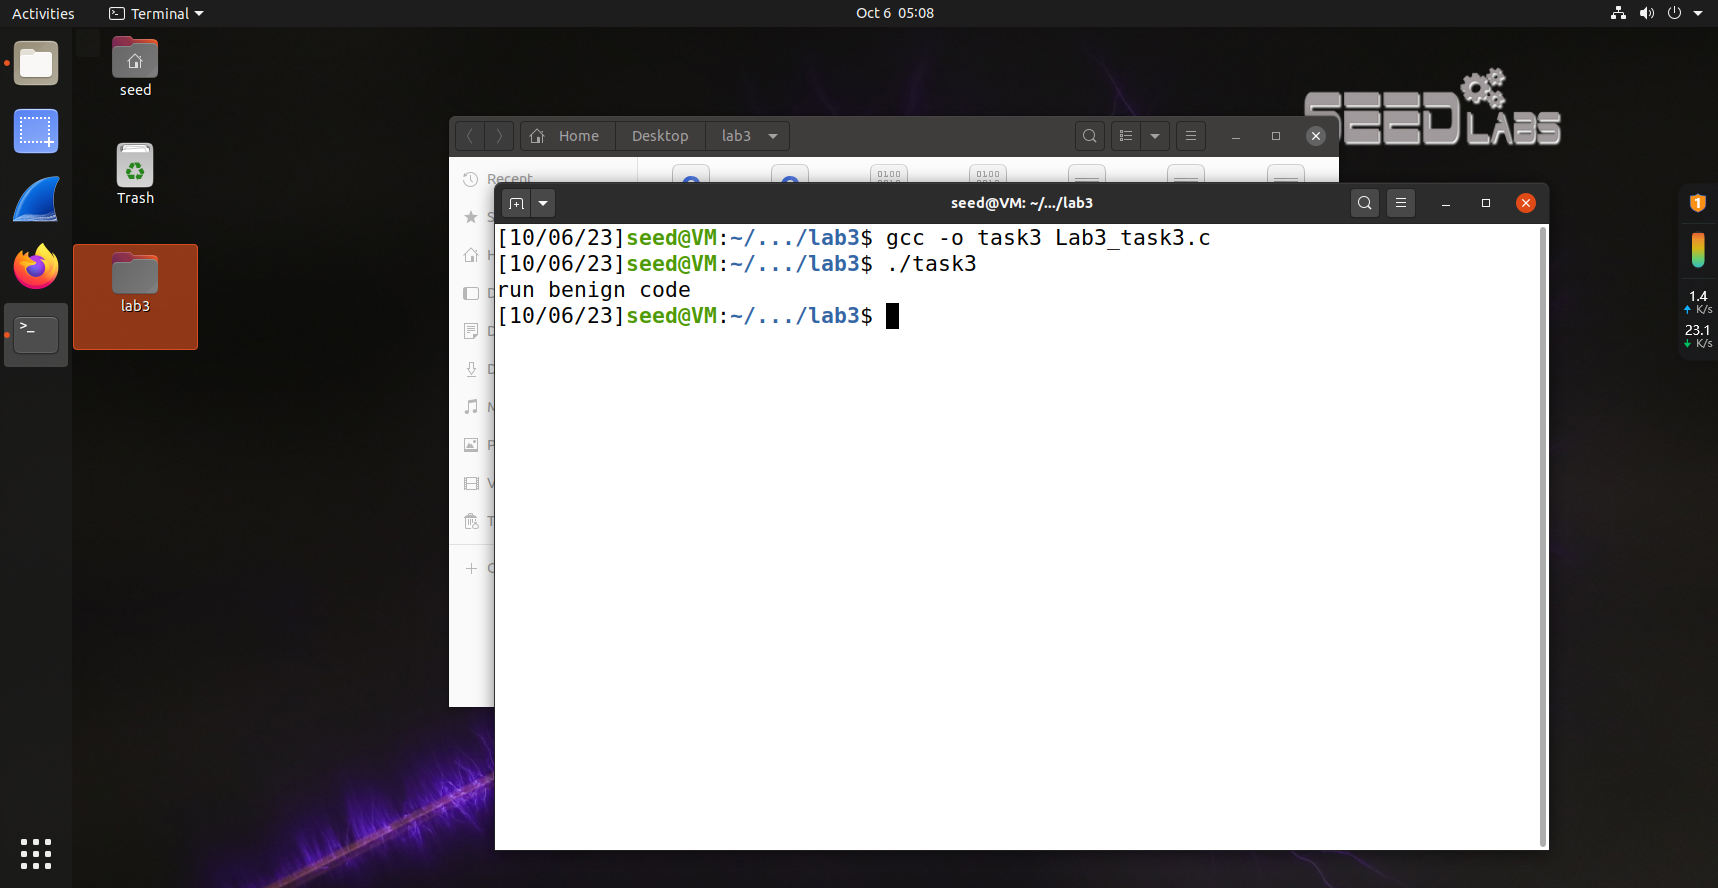 Activities
Terminal
Oct 6 05:08
seed
Trash
lab3
SEED LABS
Home
Desktop
lab3
Recent
seed@VM: ~/.../lab3
[10/06/23]seed@VM:~/.../lab3$ gcc -o task3 Lab3_task3.c
[10/06/23]seed@VM:~/.../lab3$ ./task3
run benign code
[10/06/23]seed@VM:~/.../lab3$
1
1.4
K/s
23.1
K/s